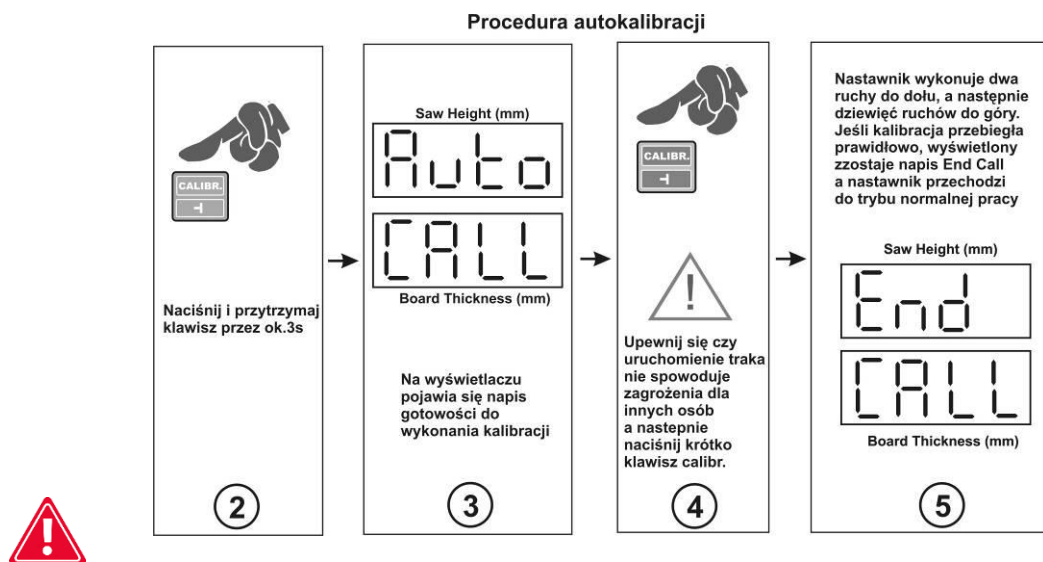 Procedura autokalibracji
CALIBR.
Naciśnij i przytrzymaj
klawisz przez ok.3s
2
Saw Height (mm)
Auto
CALL
Board Thickness (mm)
Na wyświetlaczu
pojawia się napis
gotowości do
wykonania kalibracji
3
CALIBR.
!
Upewnij się czy
uruchomienie traka
nie spowoduje
zagrożenia dla
innych osób
a nastepnie
naciśnij krótko
klawisz calibr.
4
Nastawnik wykonuje dwa
ruchy do dołu, a następnie
dziewięć ruchów do góry.
Jeśli kalibracja przebiegła
prawidłowo, wyświetlony
zzostaje napis End Call
a nastawnik przechodzi
do trybu normalnej pracy
Saw Height (mm)
End
CALL
Board Thickness (mm)
5
!